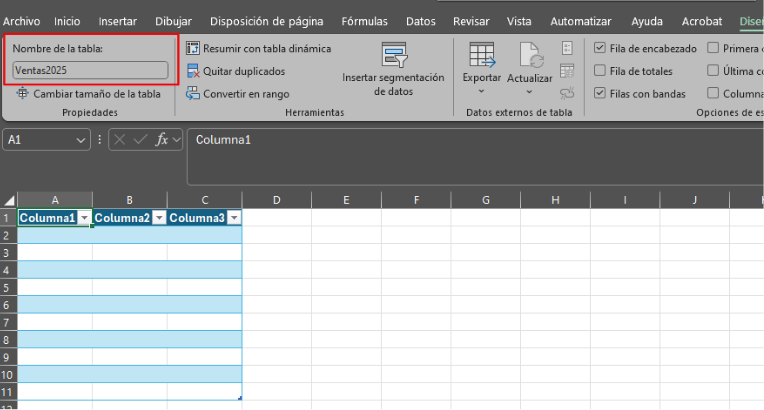 Archivo Inicio Insertar Dibujar Disposición de página Fórmulas Datos Revisar Vista Automatizar Ayuda Acrobat
Nombre de la tabla:
Ventas2025
Cambiar tamaño de la tabla
Propiedades
Resumir con tabla dinámica
Quitar duplicados
Convertir en rango
Insertar segmentación
de datos
Herramientas
Exportar
Actualizar
Datos externos de tabla
Fila de encabezado
Primera
Fila de totales
Última
Filas con bandas
Opciones de
A1
fx
Columna1
A B C D E F G H I J
1 Columna1 Columna2 Columna3
2
3
4
5
6
7
8
9
10
11